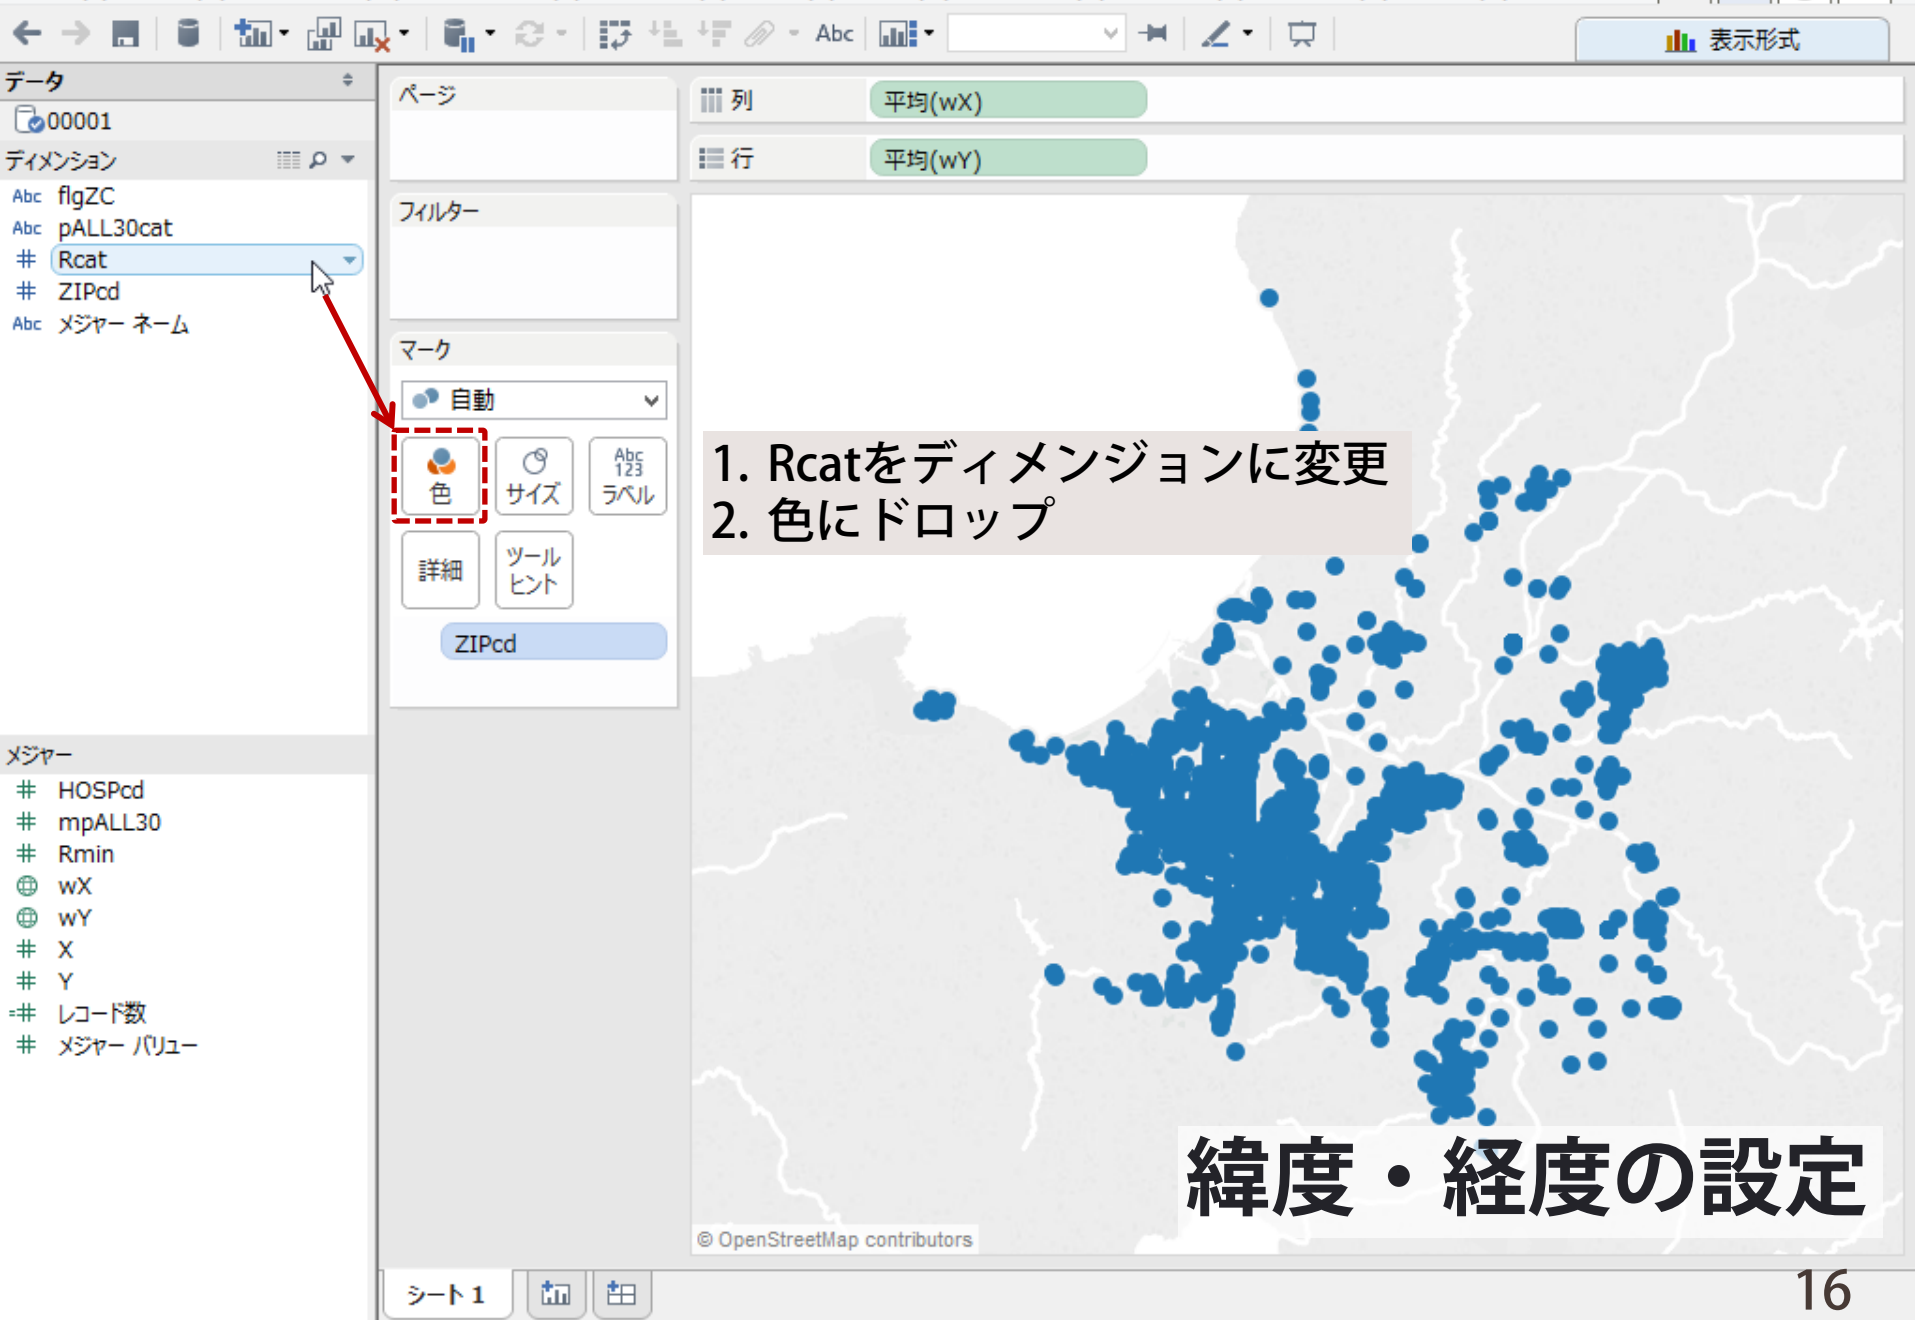 Abc
表示形式
データ
00001
ディメンション
Abc flgZC
Abc pALL30cat
# Rcat
# ZIPcd
Abc メジャー ネーム
メジャー
# HOSPcd
# mpALL30
# Rmin
wX
wY
# X
# Y
=# レコード数
# メジャー バリュー
ページ
フィルター
マーク
自動
色
サイズ
Abc
123
ラベル
詳細
ツール
ヒント
ZIPcd
列
平均(wX)
行
平均(wY)
1. Rcatをディメンジョンに変更
2. 色にドロップ
緯度・経度の設定
© OpenStreetMap contributors
シート 1
16